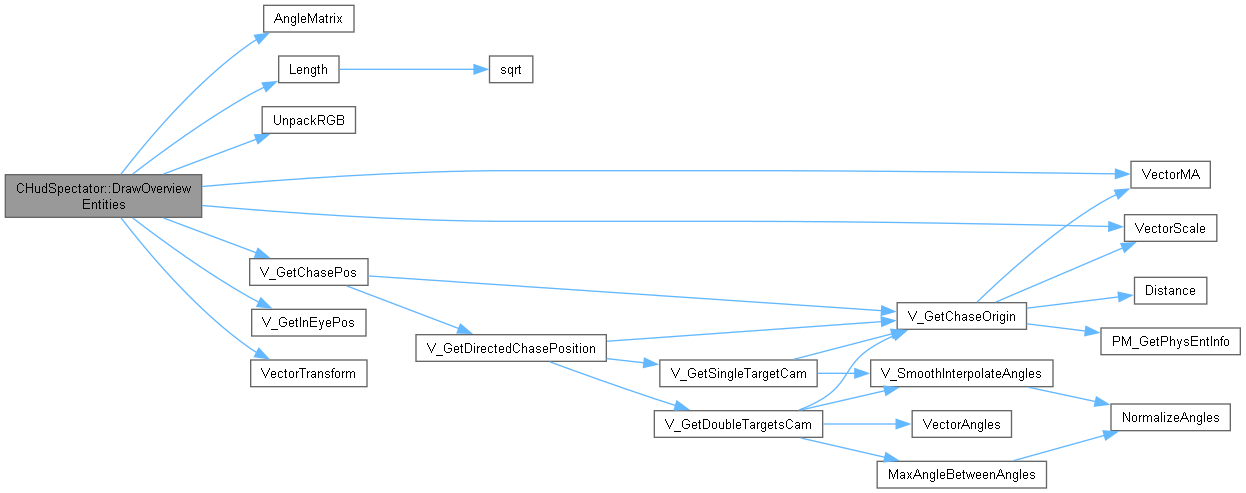 AngleMatrix
Length
sqrt
UnpackRGB
CHudSpectator::DrawOverview
Entities
VectorMA
VectorScale
V_GetChasePos
Distance
V_GetInEyePos
V_GetChaseOrigin
PM_GetPhysEntInfo
V_GetDirectedChasePosition
VectorTransform
V_GetSingleTargetCam
V_SmoothInterpolateAngles
V_GetDoubleTargetsCam
VectorAngles
NormalizeAngles
MaxAngleBetweenAngles